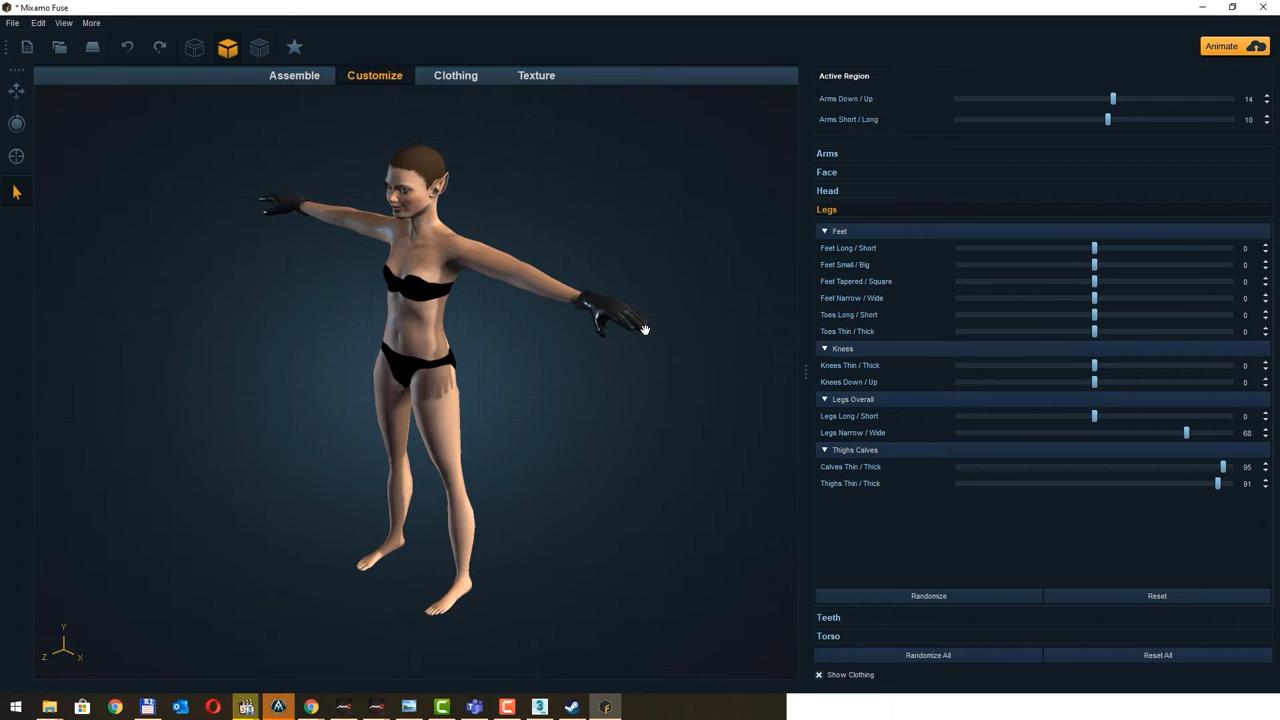 * Mixamo Fuse
File Edit View More
Animate
Assemble Customize Clothing Texture
Active Region
Arms Down / Up 14
Arms Short / Long 10
Arms
Face
Head
Legs
Feet
Feet Long / Short 0
Feet Small / Big 0
Feet Tapered / Square 0
Feet Narrow / Wide 0
Toes Long / Short 0
Toes Thin / Thick 0
Knees
Knees Thin / Thick 0
Knees Down / Up 0
Legs Overall
Legs Long / Short 0
Legs Narrow / Wide 68
Thighs Calves
Calves Thin / Thick 95
Thighs Thin / Thick 91
Randomize Reset
Teeth
Torso
Randomize All Reset All
Show Clothing
Y
Z X